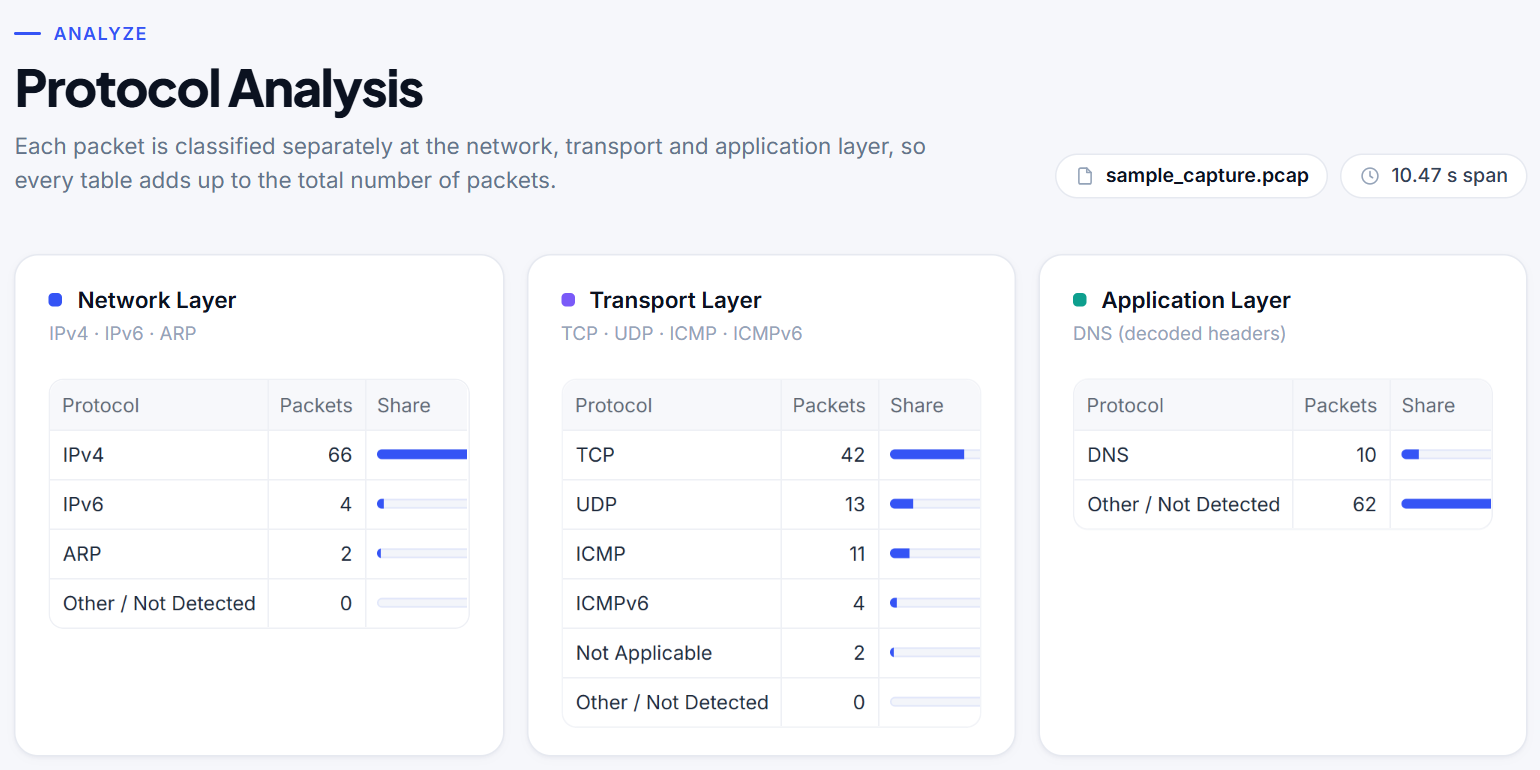 ANALYZE
Protocol Analysis
Each packet is classified separately at the network, transport and application layer, so
every table adds up to the total number of packets.
sample_capture.pcap
10.47 s span
Network Layer
IPv4 · IPv6 · ARP
Protocol Packets Share
IPv4 66
IPv6 4
ARP 2
Other / Not Detected 0
Transport Layer
TCP · UDP · ICMP · ICMPv6
Protocol Packets Share
TCP 42
UDP 13
ICMP 11
ICMPv6 4
Not Applicable 2
Other / Not Detected 0
Application Layer
DNS (decoded headers)
Protocol Packets Share
DNS 10
Other / Not Detected 62